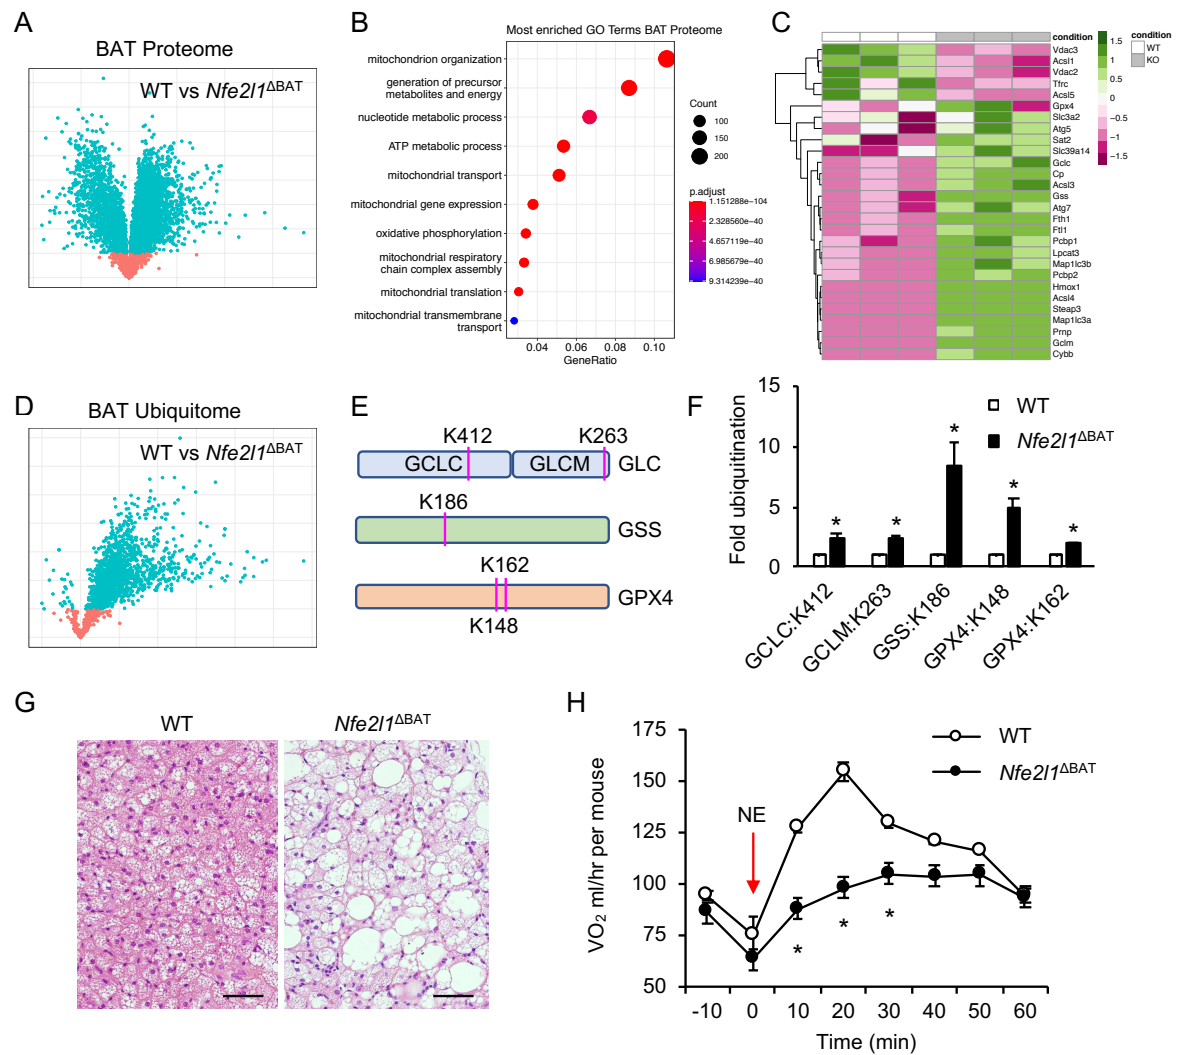 A
BAT Proteome
WT vs Nfe2l1ΔBAT
B
Most enriched GO Terms BAT Proteome
mitochondrion organization
generation of precursor
metabolites and energy
nucleotide metabolic process
ATP metabolic process
mitochondrial transport
mitochondrial gene expression
oxidative phosphorylation
mitochondrial respiratory
chain complex assembly
mitochondrial translation
mitochondrial transmembrane
transport
0.04 0.06 0.08 0.10
GeneRatio
Count
100
150
200
p.adjust
1.151288e−104
2.328560e−40
4.657119e−40
6.985679e−40
9.314239e−40
C
condition
Vdac3
Acsl1
Vdac2
Tfrc
Acsl5
Gpx4
Slc3a2
Atg5
Sat2
Slc39a14
Gclc
Cp
Acsl3
Gss
Atg7
Fth1
Ftl1
Pcbp1
Lpcat3
Map1lc3b
Pcbp2
Hmox1
Acsl4
Steap3
Map1lc3a
Prnp
Gclm
Cybb
1.5
1
0.5
0
−0.5
−1
−1.5
condition
WT
KO
D
BAT Ubiquitome
WT vs Nfe2l1ΔBAT
E
K412 K263
GCLC GLCM GLC
K186
GSS
K162
GPX4
K148
F
Fold ubiquitination
15
10
5
0
WT
Nfe2l1ΔBAT
* * * * *
GCLC:K412
GCLM:K263
GSS:K186
GPX4:K148
GPX4:K162
G
WT
Nfe2l1ΔBAT
H
VO2 ml/hr per mouse
175
150
125
100
75
50
NE
WT
Nfe2l1ΔBAT
* * *
-10 0 10 20 30 40 50 60
Time (min)